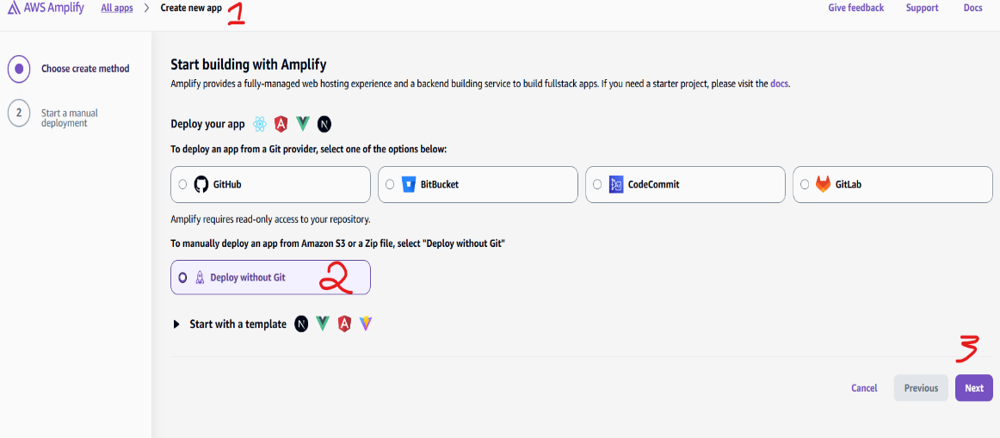 AWS Amplify All apps > Create new app 1 Give feedback Support Docs
Choose create method
2 Start a manual
deployment
Start building with Amplify
Amplify provides a fully-managed web hosting experience and a backend building service to build fullstack apps. If you need a starter project, please visit the docs.
Deploy your app A N
To deploy an app from a Git provider, select one of the options below:
GitHub BitBucket CodeCommit GitLab
Amplify requires read-only access to your repository.
To manually deploy an app from Amazon S3 or a Zip file, select "Deploy without Git"
Deploy without Git 2
Start with a template N A
3
Cancel Previous Next